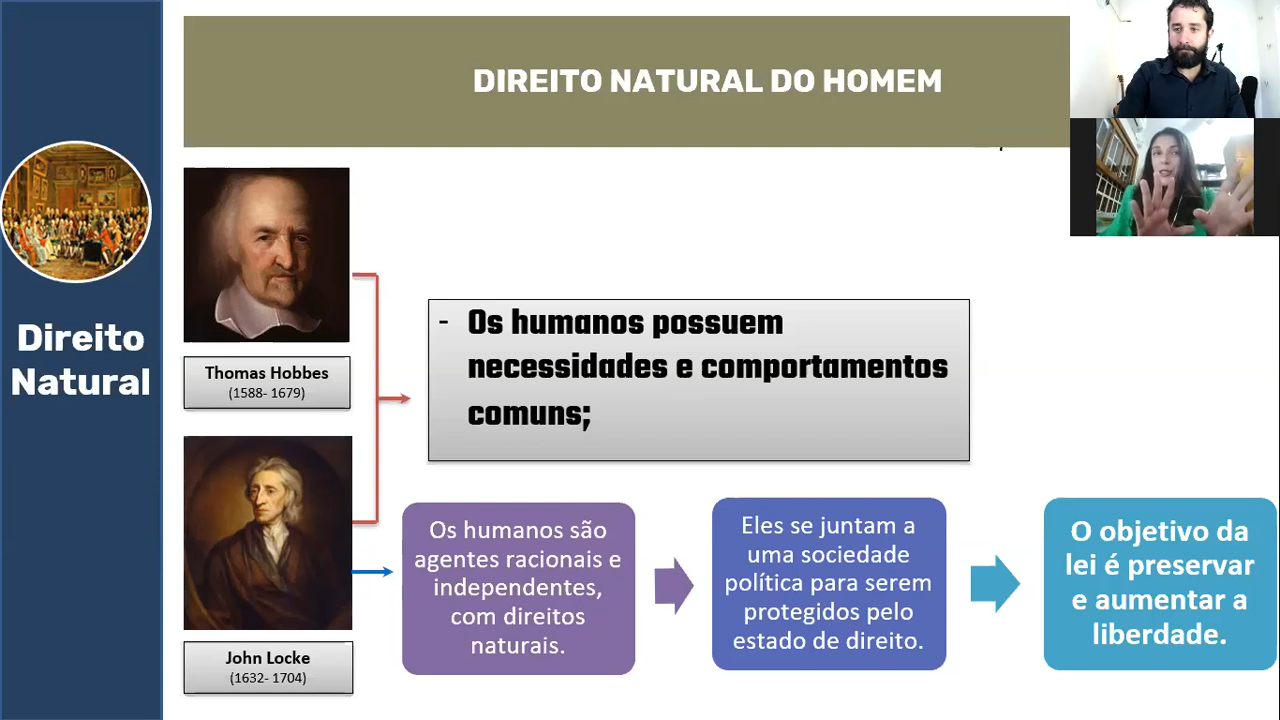 DIREITO NATURAL DO HOMEM
Direito
Natural
Thomas Hobbes
(1588- 1679)
- Os humanos possuem
necessidades e comportamentos
comuns;
John Locke
(1632- 1704)
Os humanos são
agentes racionais e
independentes,
com direitos
naturais.
Eles se juntam a
uma sociedade
política para serem
protegidos pelo
estado de direito.
O objetivo da
lei é preservar
e aumentar a
liberdade.